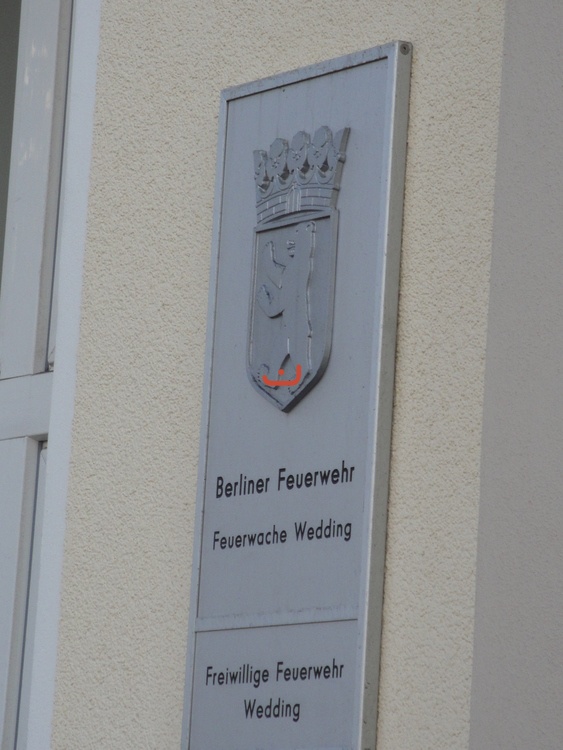 Berliner Feuerwehr
Feuerwache Wedding
Freiwillige Feuerwehr
Wedding